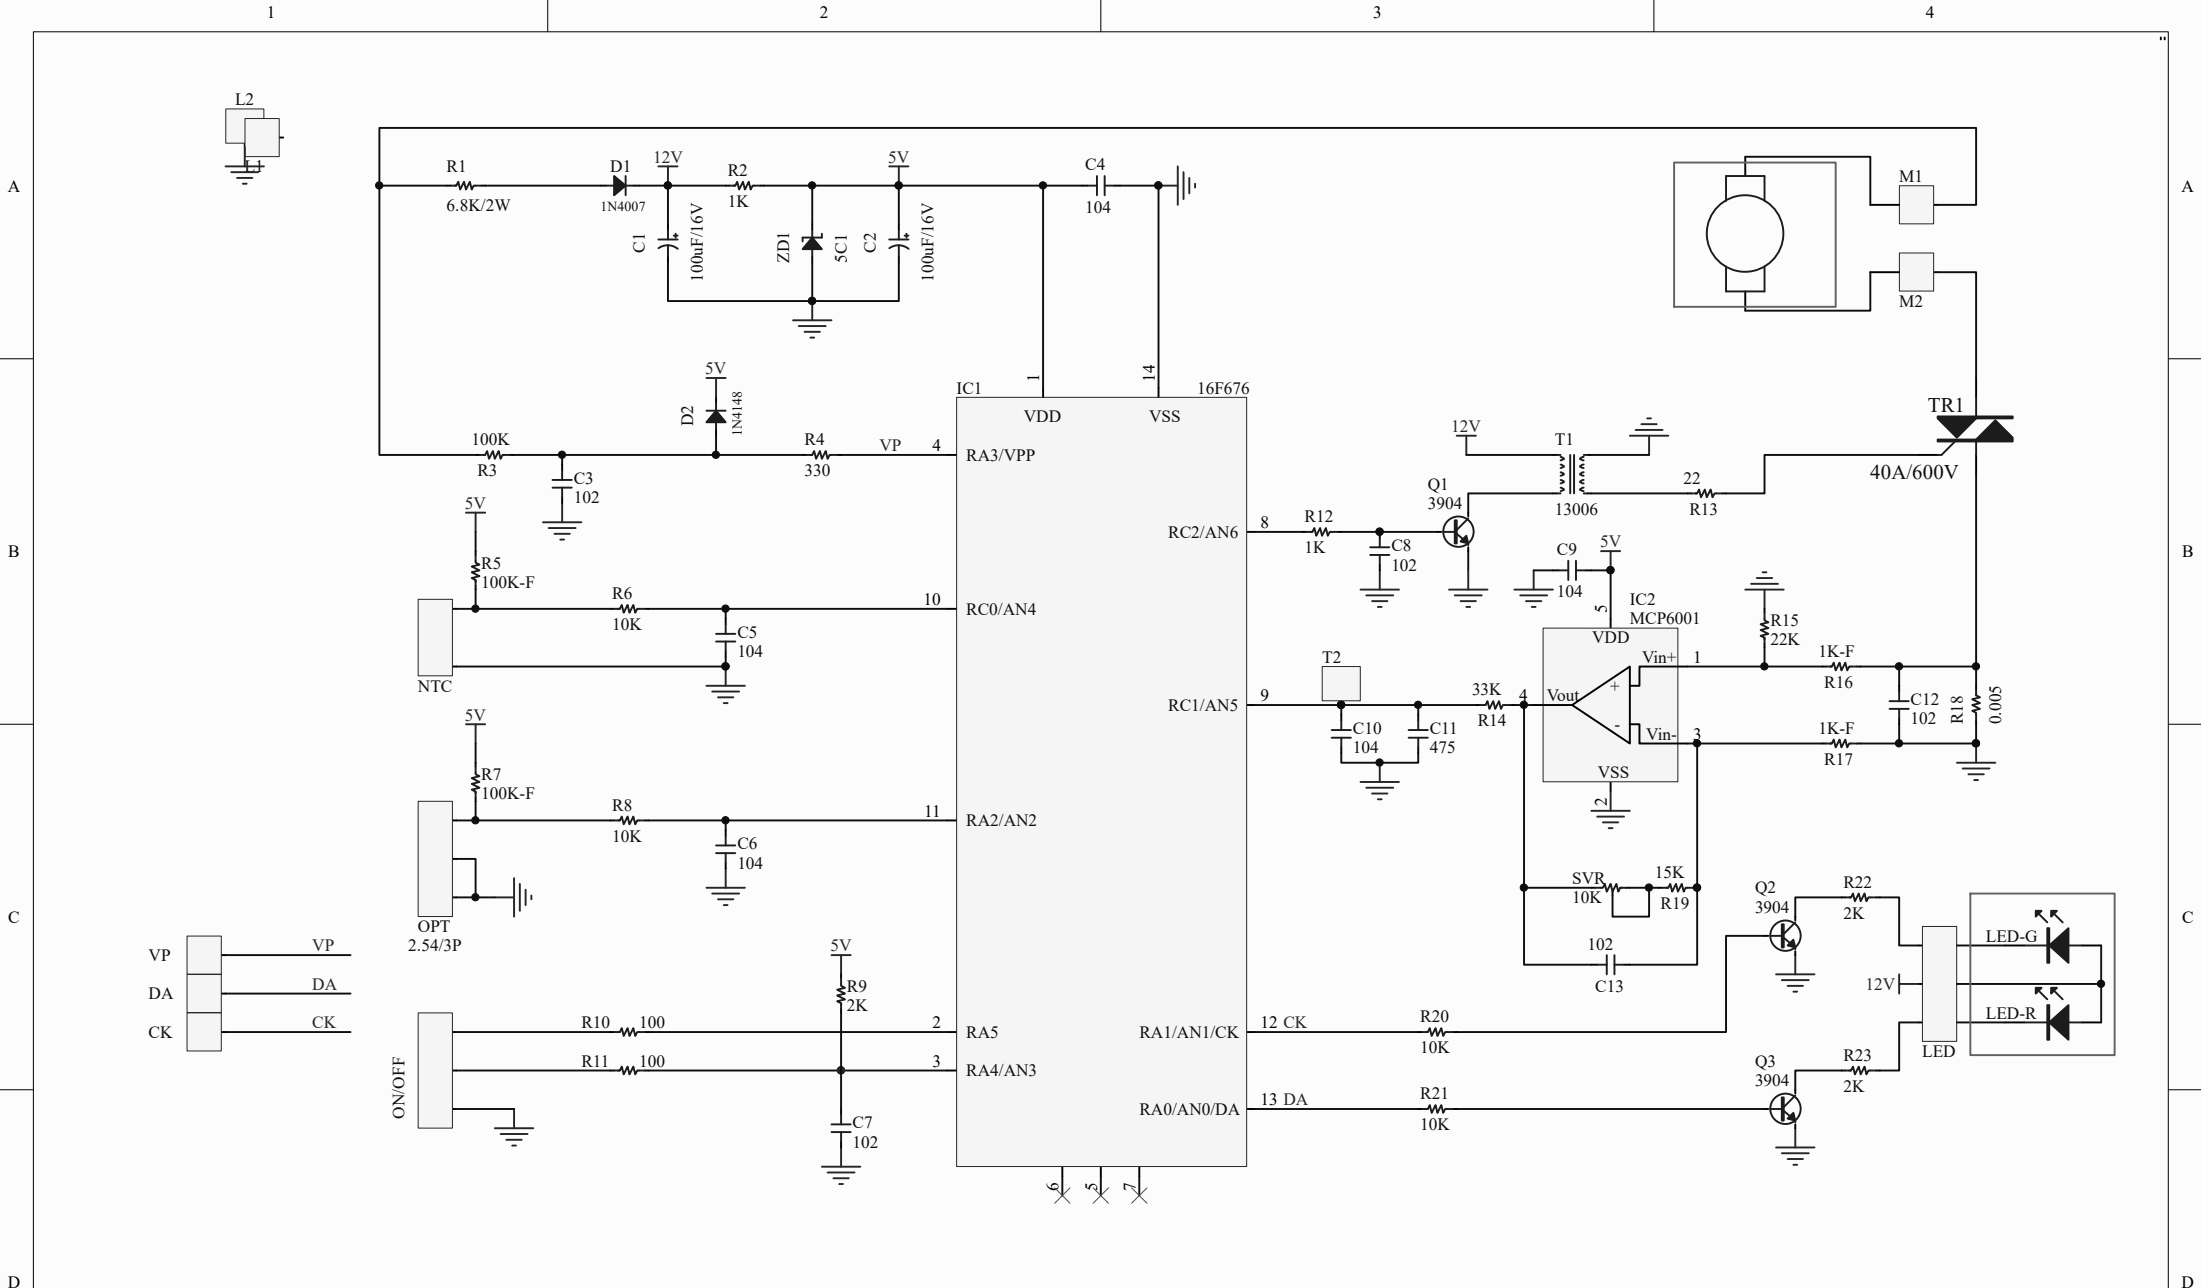 1
2
3
4
A
A
L2
L1
R1
6.8K/2W
D1
1N4007
12V
R2
1K
5V
C4
104
C1
100uF/16V
ZD1
5C1
C2
100uF/16V
M1
M2
5V
D2
1N4148
IC1
16F676
1
14
VDD
VSS
100K
R3
R4
330
VP
4
RA3/VPP
C3
102
12V
T1
13006
TR1
40A/600V
22
R13
Q1
3904
B
B
5V
R5
100K-F
RC2/AN6
8
R12
1K
C8
102
C9
104
5V
5
IC2
MCP6001
VDD
R6
10K
10
RC0/AN4
C5
104
NTC
R15
22K
Vin+
1
1K-F
R16
T2
RC1/AN5
9
33K
R14
4
Vout
+
-
Vin-
3
C12
102
R18
0.005
C10
104
C11
475
1K-F
R17
VSS
2
5V
R7
100K-F
R8
10K
11
RA2/AN2
C6
104
OPT
2.54/3P
SVR
10K
15K
R19
102
C13
C
C
Q2
3904
R22
2K
VP
VP
DA
DA
CK
CK
5V
R9
2K
LED-G
12V
LED-R
LED
R10
100
2
RA5
R11
100
3
RA4/AN3
ON/OFF
C7
102
RA1/AN1/CK
12 CK
R20
10K
Q3
3904
R23
2K
RA0/AN0/DA
13 DA
R21
10K
6
5
7
D
D